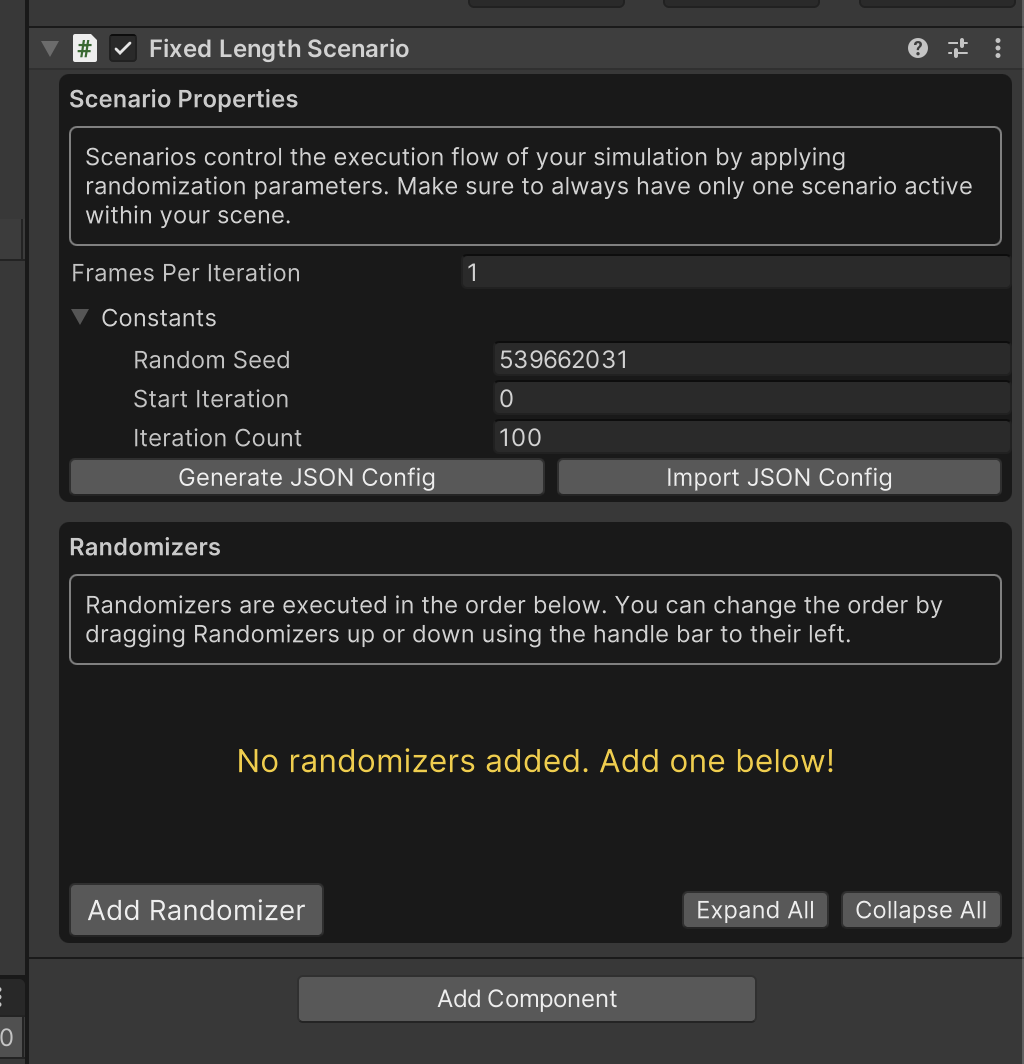 # Fixed Length Scenario
Scenario Properties
Scenarios control the execution flow of your simulation by applying
randomization parameters. Make sure to always have only one scenario active
within your scene.
Frames Per Iteration 1
Constants
Random Seed 539662031
Start Iteration 0
Iteration Count 100
Generate JSON Config Import JSON Config
Randomizers
Randomizers are executed in the order below. You can change the order by
dragging Randomizers up or down using the handle bar to their left.
No randomizers added. Add one below!
Add Randomizer Expand All Collapse All
Add Component
0